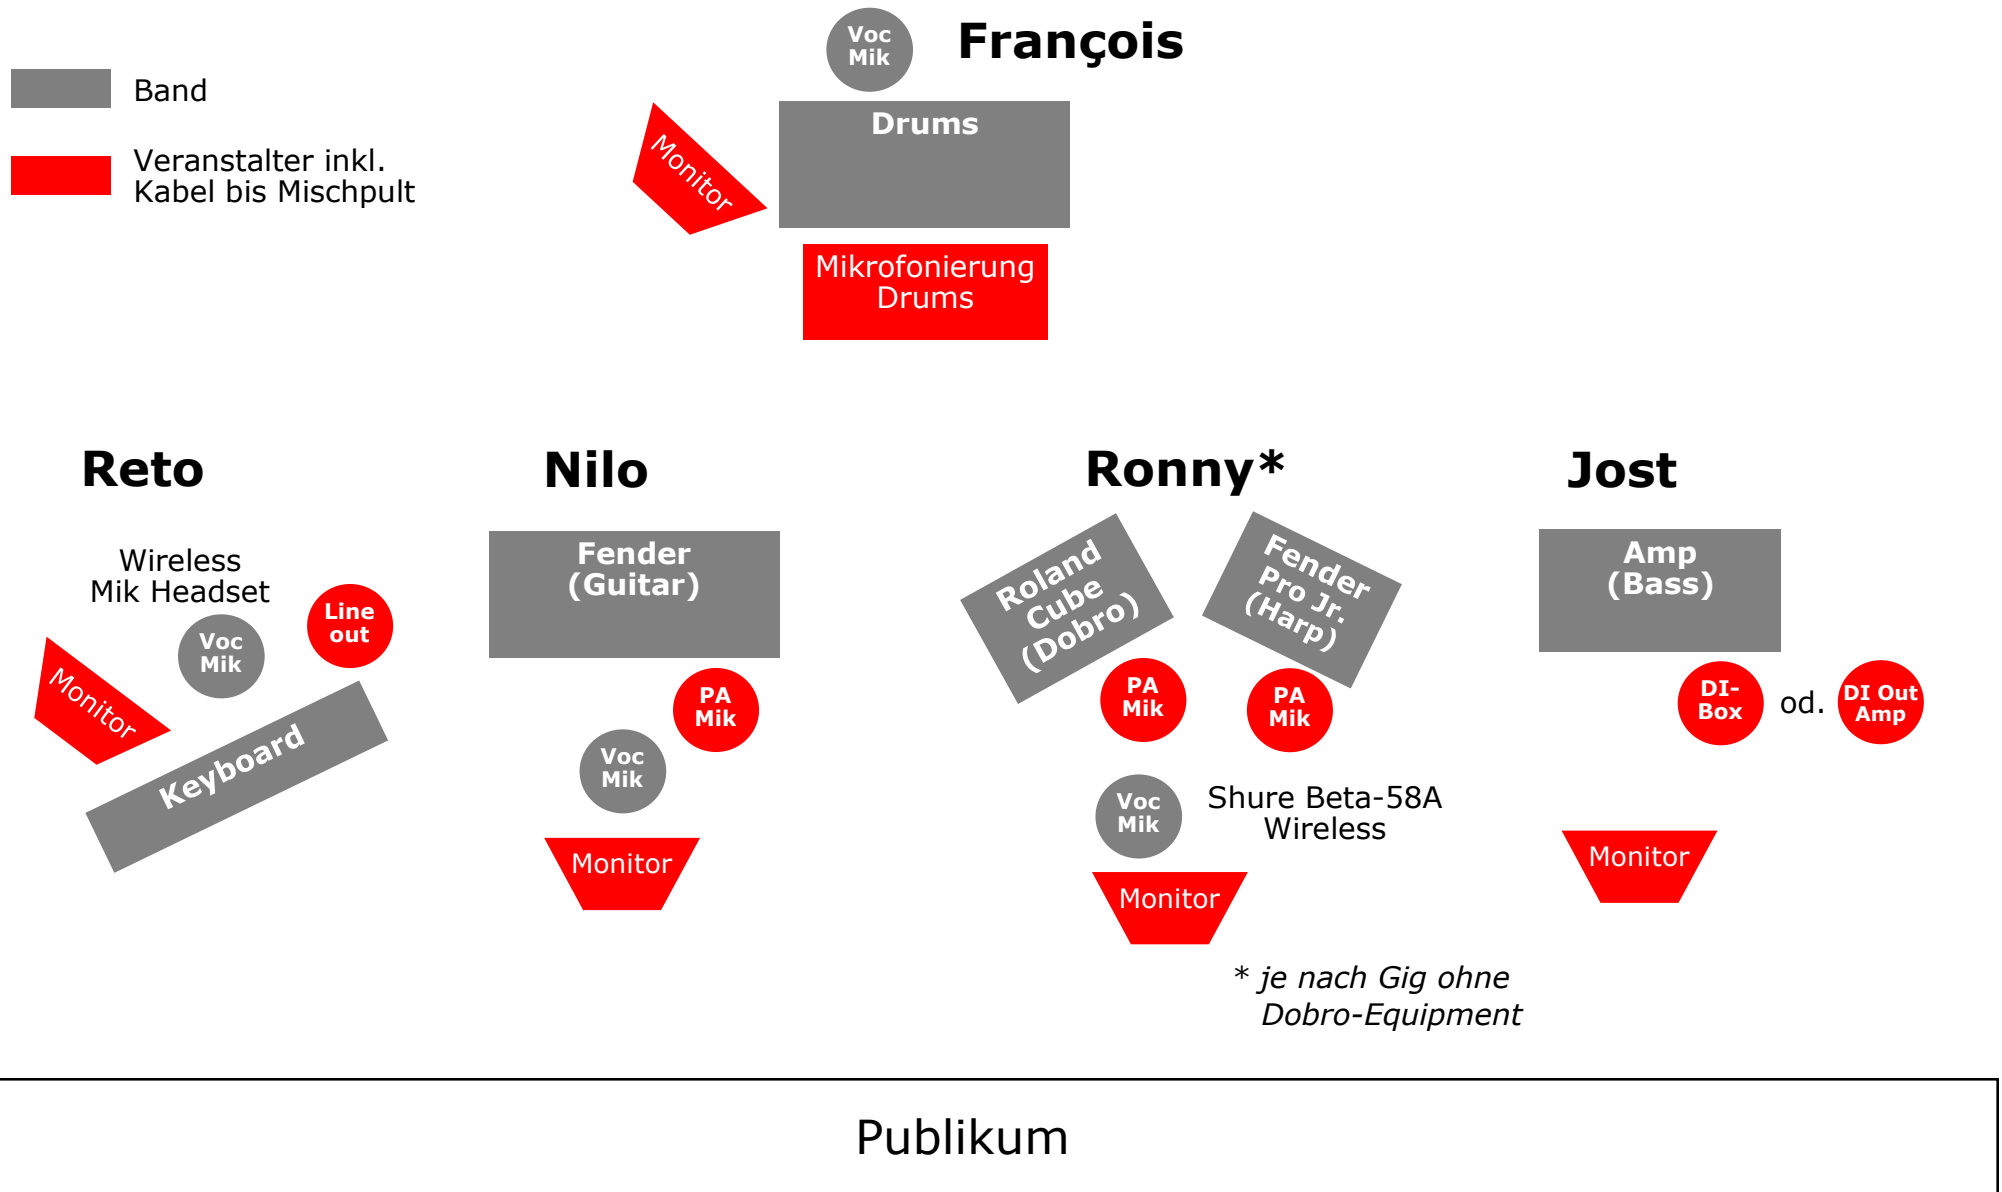 Voc
Mik
François
Band
Veranstalter inkl.
Kabel bis Mischpult
Drums
Monitor
Mikrofonierung
Drums
Reto
Nilo
Ronny*
Jost
Wireless
Mik Headset
Voc
Mik
Line
out
Monitor
Keyboard
Fender
(Guitar)
PA
Mik
Voc
Mik
Monitor
Roland
Cube
(Dobro)
Fender
Pro Jr.
(Harp)
PA
Mik
PA
Mik
Voc
Mik
Shure Beta-58A
Wireless
Monitor
* je nach Gig ohne
Dobro-Equipment
Amp
(Bass)
DI-
Box
od.
DI Out
Amp
Monitor
Publikum